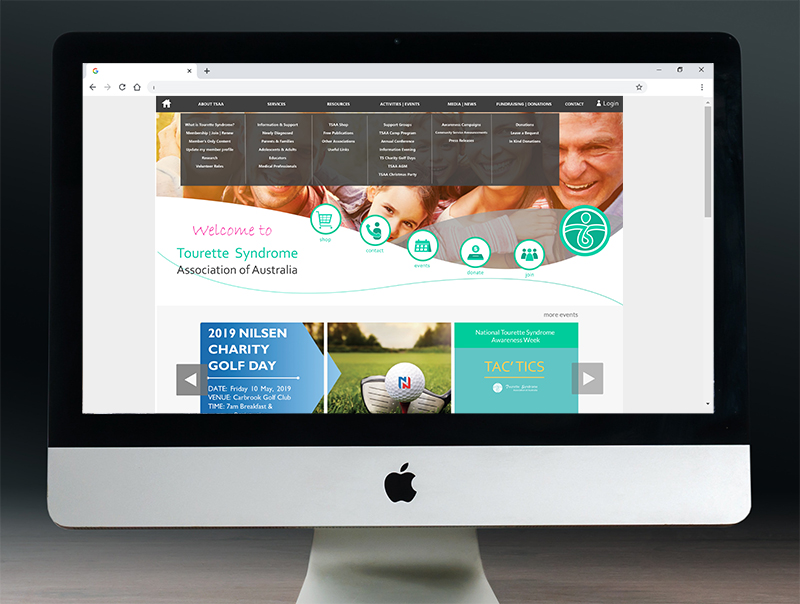 ABOUT TSAA
SERVICES
RESOURCES
ACTIVITIES | EVENTS
MEDIA | NEWS
FUNDRAISING | DONATIONS
CONTACT
Login
What is Tourette Syndrome?
Membership | Join | Renew
Member's Only Content
Update my member profile
Research
Volunteer Roles
Information & Support
Newly Diagnosed
Parents & Families
Adolescents & Adults
Educators
Medical Professionals
TSAA Shop
Free Publications
Other Associations
Useful Links
Support Groups
TSAA Camp Program
Annual Conference
Information Evening
TS Charity Golf Days
TSAA AGM
TSAA Christmas Party
Awareness Campaigns
Community Service Announcements
Press Releases
Donations
Leave a Bequest
In Kind Donations
Welcome to
Tourette Syndrome
Association of Australia
shop
contact
events
donate
join
more events
2019 NILSEN
CHARITY
GOLF DAY
DATE: Friday 10 May, 2019
VENUE: Carbrook Golf Club
TIME: 7am Breakfast &
N
National Tourette Syndrome
Awareness Week
TAC'TICS
Tourette Syndrome